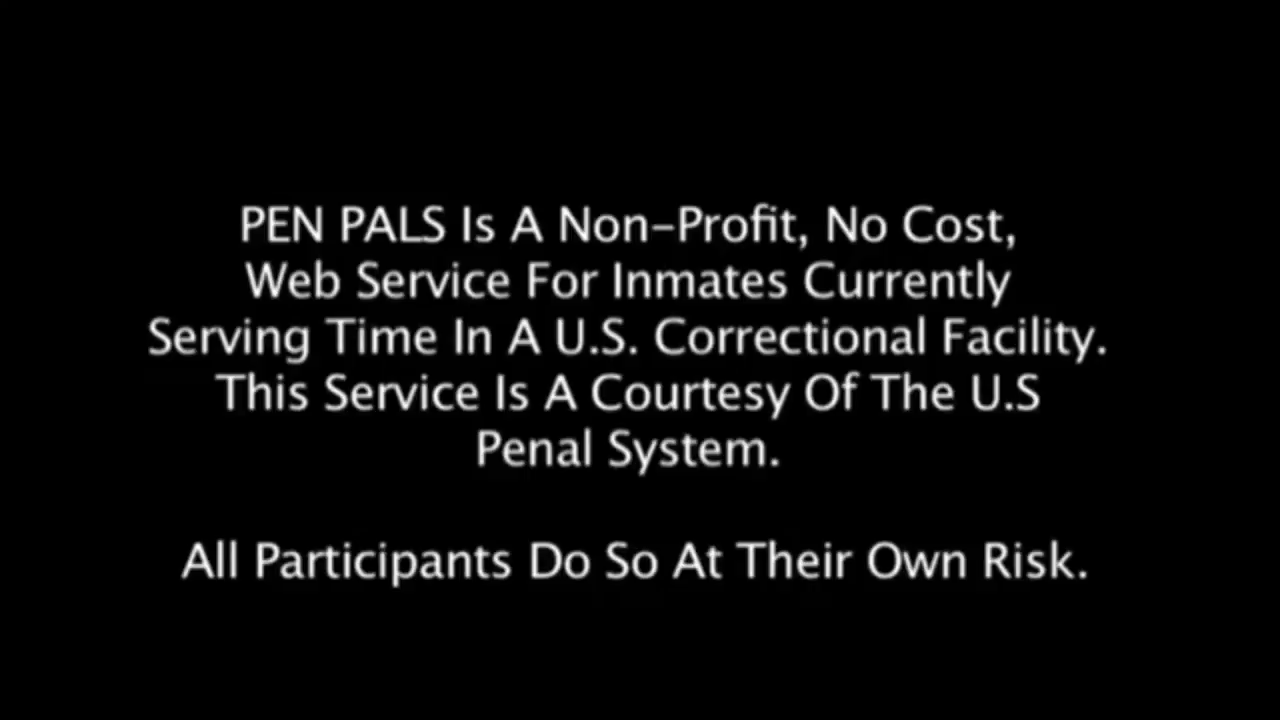 PEN PALS Is A Non-Profit, No Cost,
Web Service For Inmates Currently
Serving Time In A U.S. Correctional Facility.
This Service Is A Courtesy Of The U.S
Penal System.
All Participants Do So At Their Own Risk.